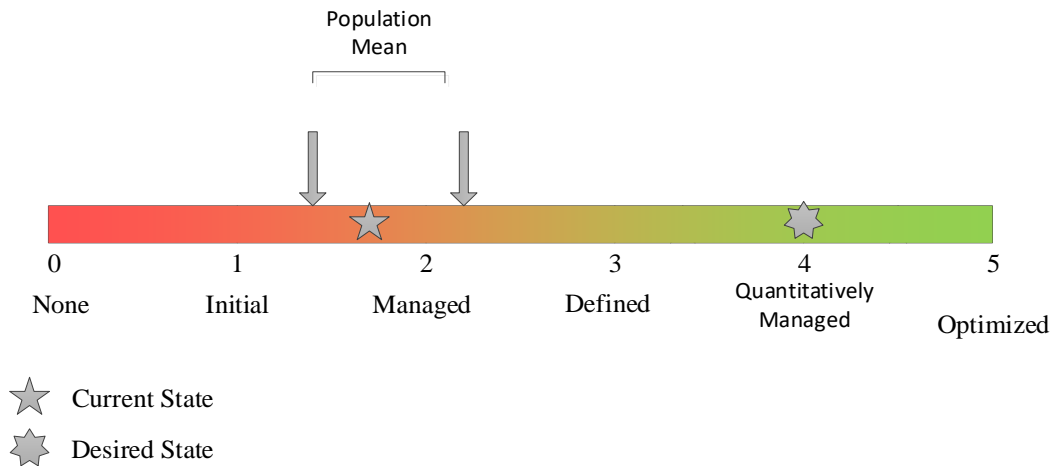 Population
Mean
0 1 2 3 4 5
None Initial Managed Defined Quantitatively
Managed
Optimized
Current State
Desired State